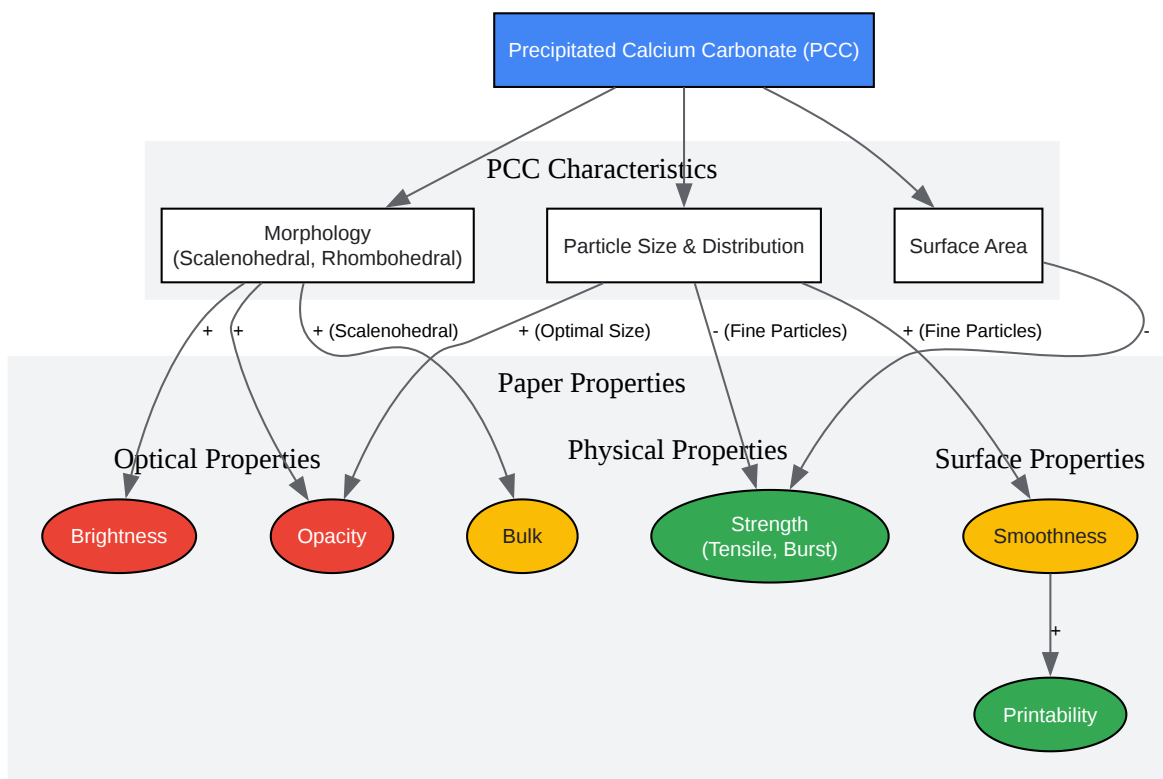 Precipitated Calcium Carbonate (PCC)
PCC Characteristics
Morphology
(Scalenohedral, Rhombohedral)
Particle Size & Distribution
Surface Area
+
+
+ (Scalenohedral)
+ (Optimal Size)
- (Fine Particles)
+ (Fine Particles)
-
Paper Properties
Optical Properties
Physical Properties
Surface Properties
Brightness
Opacity
Bulk
Strength
(Tensile, Burst)
Smoothness
+
Printability